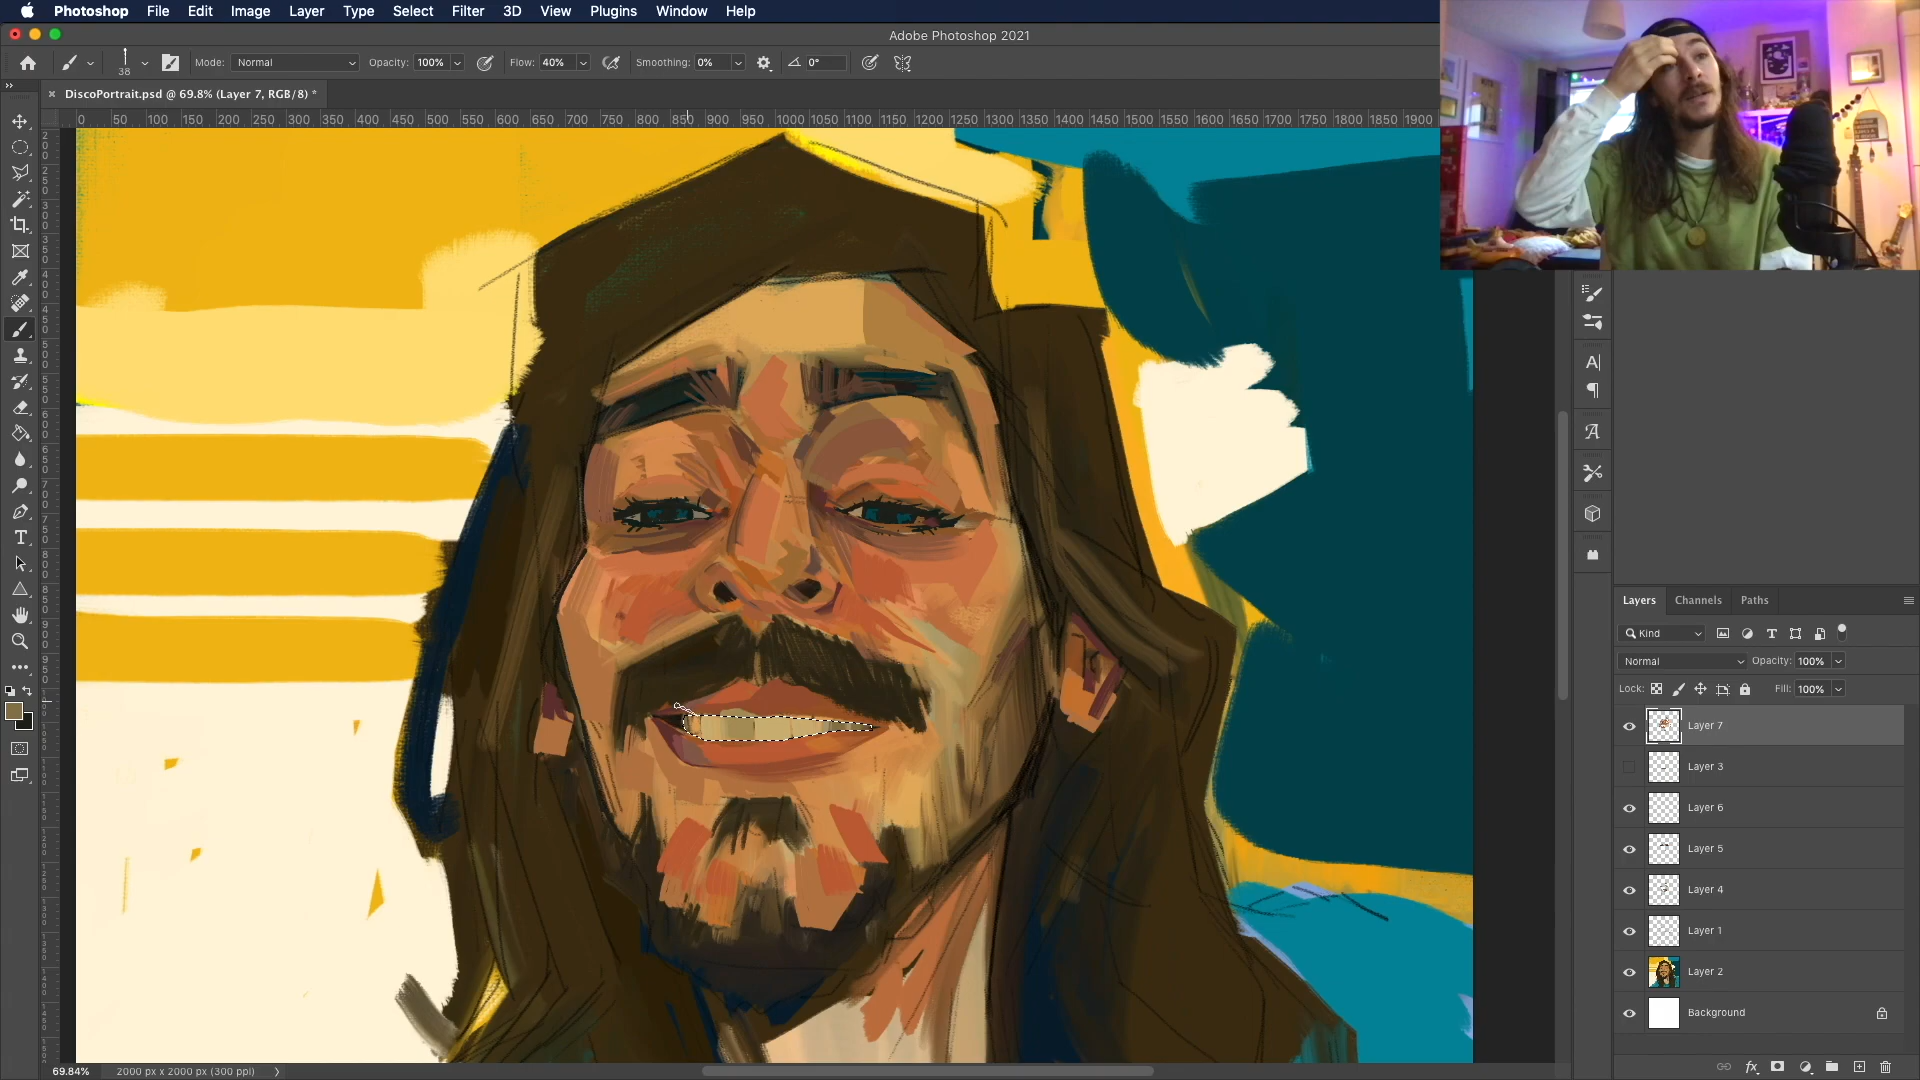 Photoshop File Edit Image Layer Type Select Filter 3D View Plugins Window Help
Adobe Photoshop 2021
38 Mode: Normal Opacity: 100% Flow: 40% Smoothing: 0% 0°
DiscoPortrait.psd @ 69.8% (Layer 7, RGB/8) *
0 50 100 150 200 250 300 350 400 450 500 550 600 650 700 750 800 850 900 950 1000 1050 1100 1150 1200 1250 1300 1350 1400 1450 1500 1550 1600 1650 1700 1750 1800 1850 1900
Layers Channels Paths
Kind
Normal Opacity: 100%
Lock: Fill: 100%
Layer 7
Layer 3
Layer 6
Layer 5
Layer 4
Layer 1
Layer 2
Background
69.84% 2000 px x 2000 px (300 ppi)